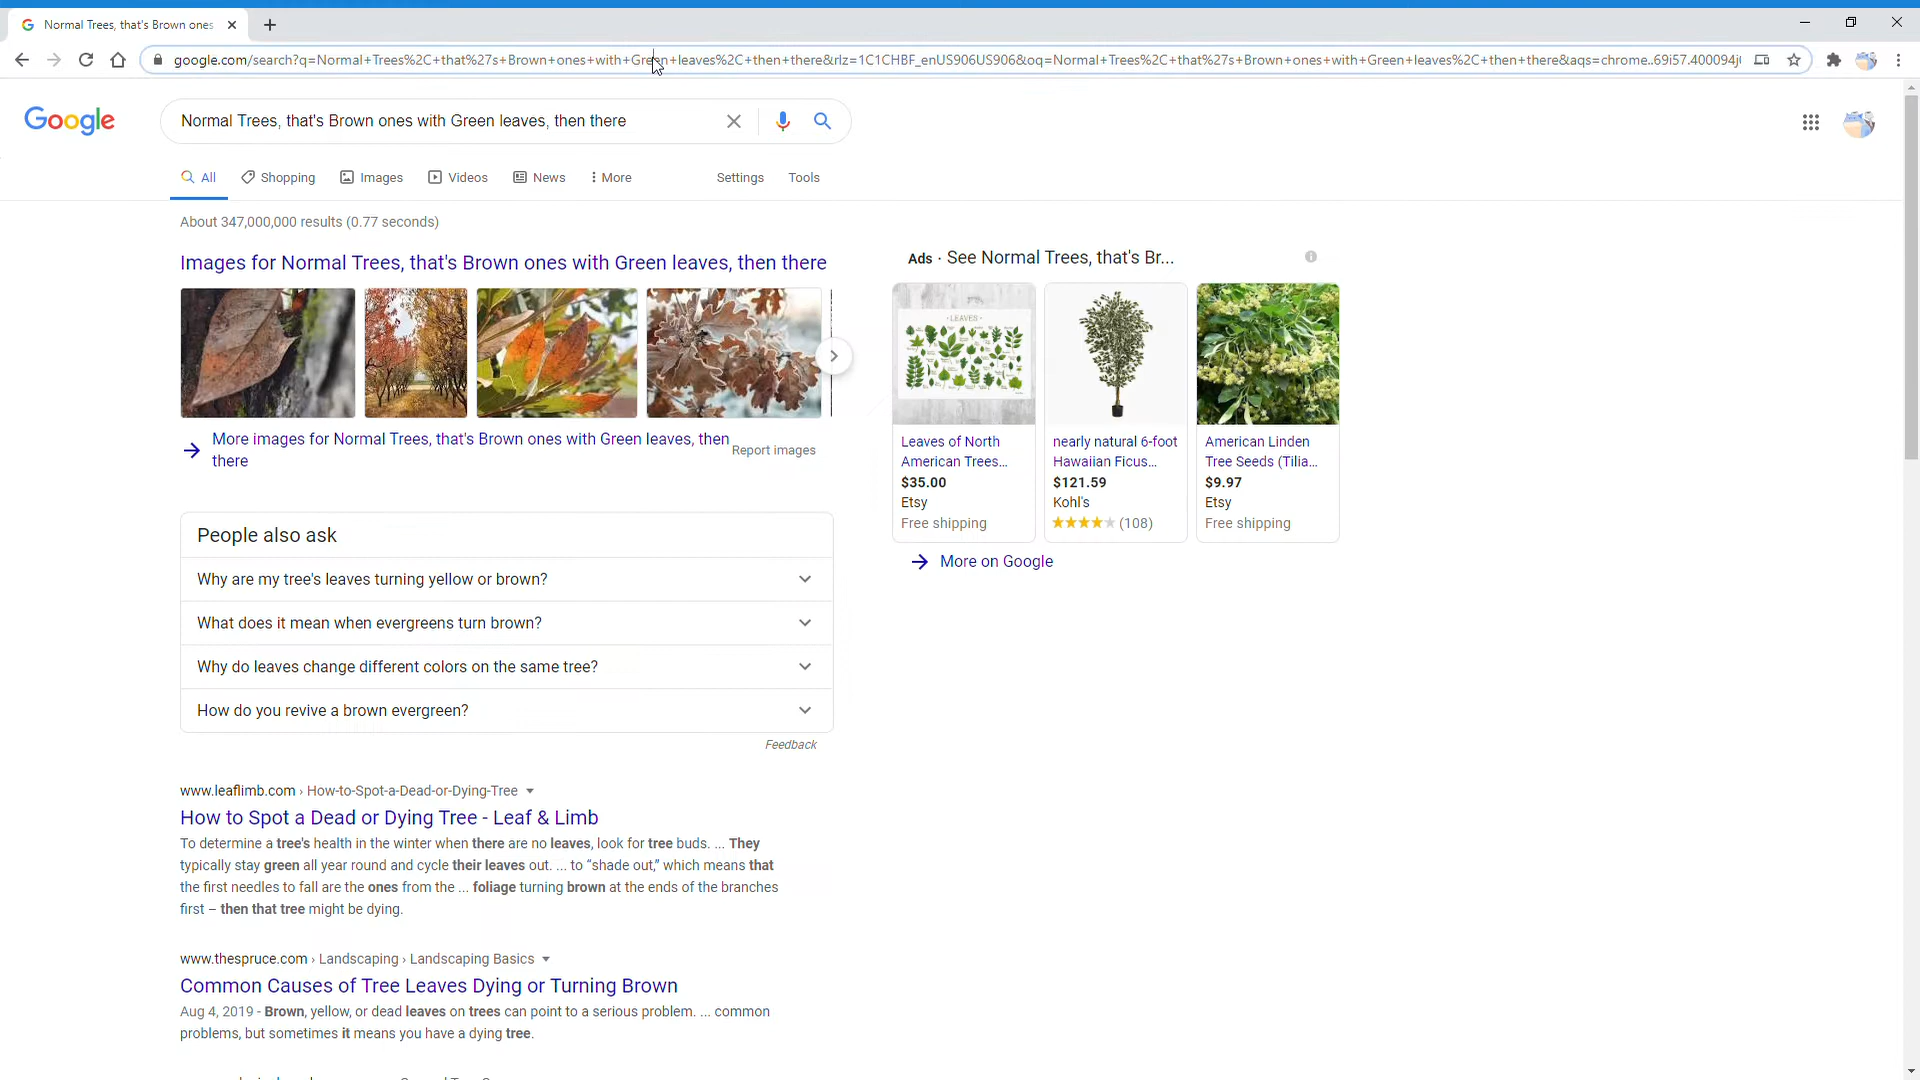 Normal Trees, that's Brown ones
google.com/search?q=Normal+Trees%2C+that%27s+Brown+ones+with+Green+leaves%2C+then+there&rlz=1C1CHBF_enUS906US906&oq=Normal+Trees%2C+that%27s+Brown+ones+with+Green+leaves%2C+then+there&aqs=chrome..69i57.400094j
Google
Normal Trees, that's Brown ones with Green leaves, then there
All Shopping Images Videos News More Settings Tools
About 347,000,000 results (0.77 seconds)
Images for Normal Trees, that's Brown ones with Green leaves, then there
More images for Normal Trees, that's Brown ones with Green leaves, then
there
Report images
People also ask
Why are my tree's leaves turning yellow or brown?
What does it mean when evergreens turn brown?
Why do leaves change different colors on the same tree?
How do you revive a brown evergreen?
Feedback
www.leaflimb.com › How-to-Spot-a-Dead-or-Dying-Tree
How to Spot a Dead or Dying Tree - Leaf & Limb
To determine a tree's health in the winter when there are no leaves, look for tree buds. ... They
typically stay green all year round and cycle their leaves out. ... to “shade out,” which means that
the first needles to fall are the ones from the ... foliage turning brown at the ends of the branches
first – then that tree might be dying.
www.thespruce.com › Landscaping › Landscaping Basics
Common Causes of Tree Leaves Dying or Turning Brown
Aug 4, 2019 - Brown, yellow, or dead leaves on trees can point to a serious problem. ... common
problems, but sometimes it means you have a dying tree.
Ads · See Normal Trees, that's Br...
LEAVES
Leaves of North
American Trees...
$35.00
Etsy
Free shipping
nearly natural 6-foot
Hawaiian Ficus...
$121.59
Kohl's
(108)
American Linden
Tree Seeds (Tilia...
$9.97
Etsy
Free shipping
More on Google